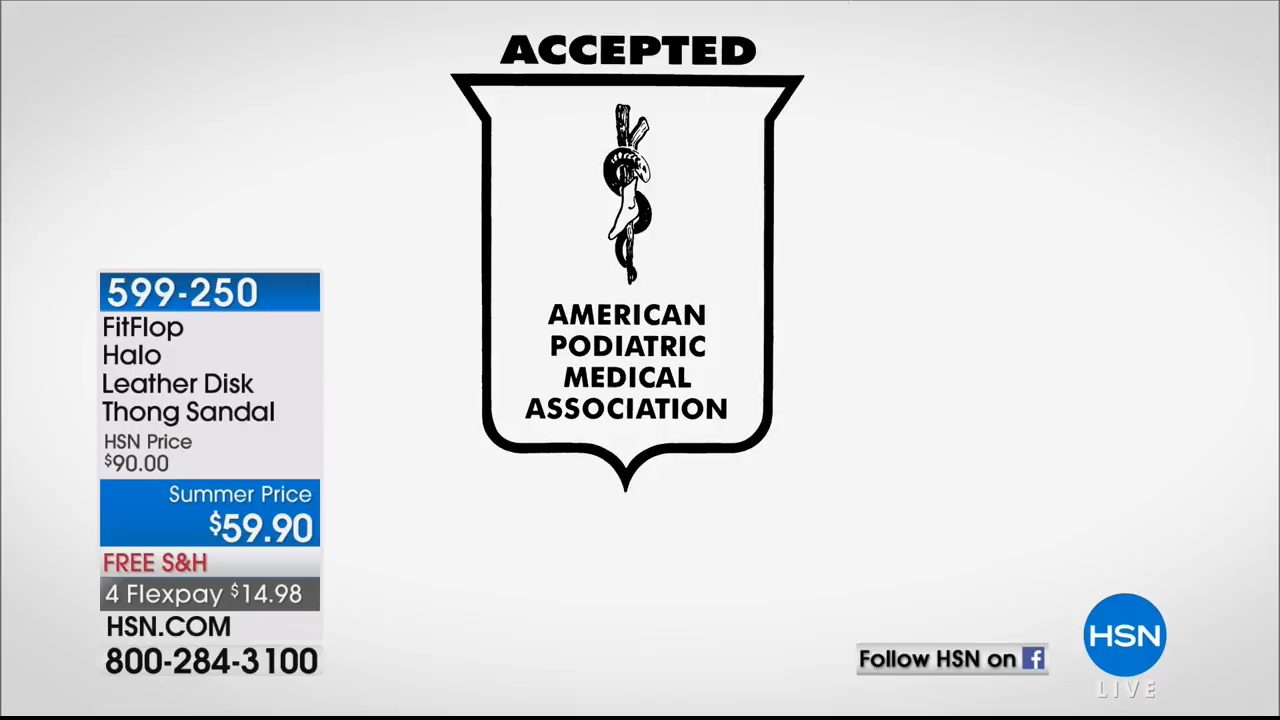 ACCEPTED
AMERICAN
PODIATRIC
MEDICAL
ASSOCIATION
599-250
FitFlop
Halo
Leather Disk
Thong Sandal
HSN Price
$90.00
Summer Price
$59.90
FREE S&H
4 Flexpay $14.98
HSN.COM
800-284-3100
Follow HSN on f
HSN
LIVE